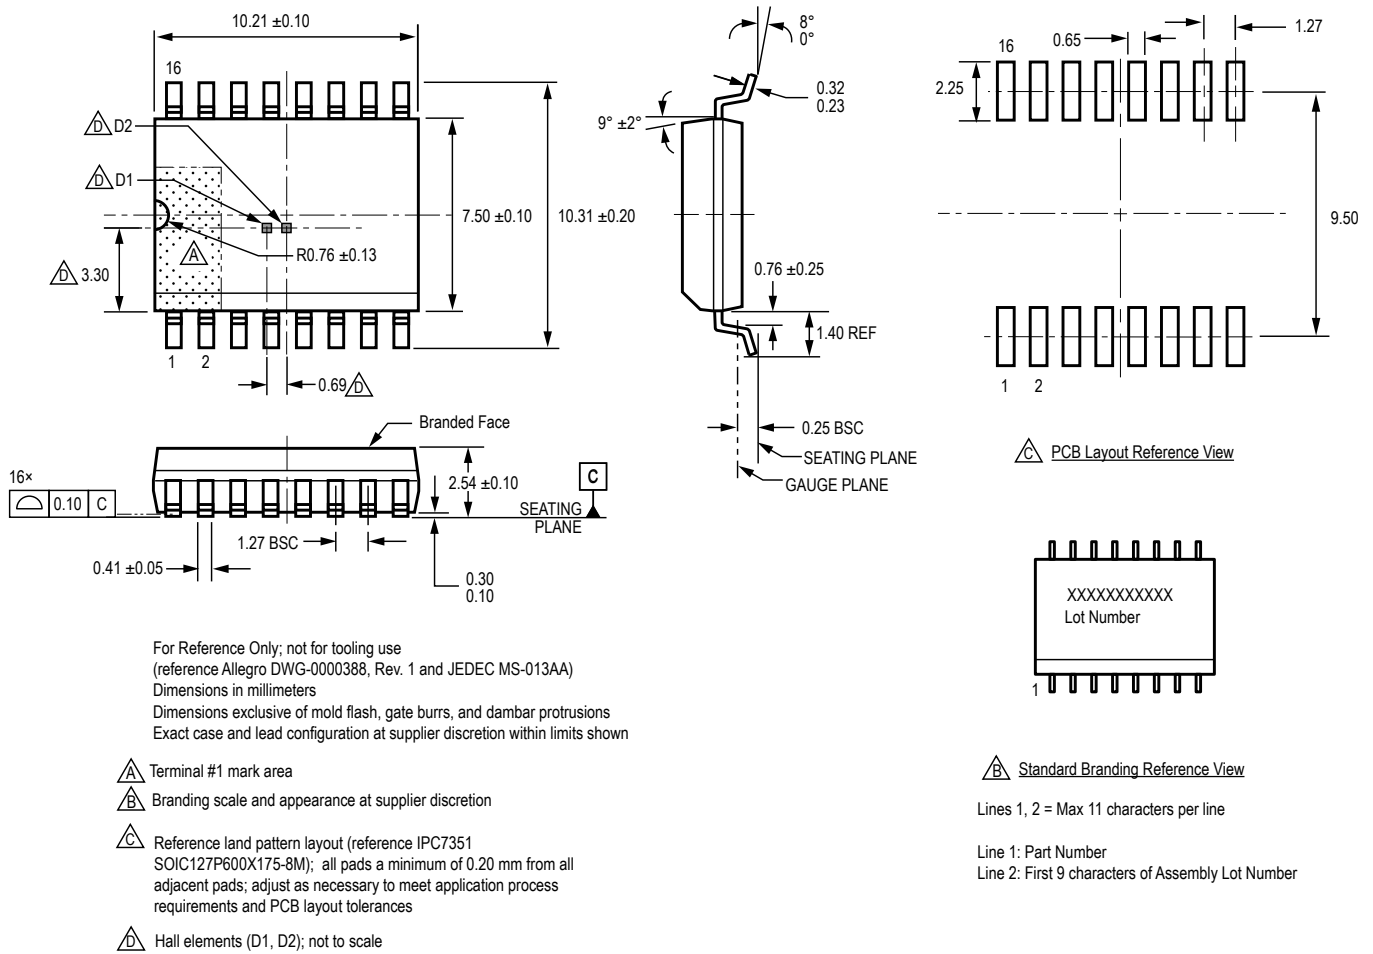 10.21 ±0.10
16
D D2
D D1
A
R0.76 ±0.13
D 3.30
7.50 ±0.10
10.31 ±0.20
1 2
0.69 D
8°
0°
0.32
0.23
9° ±2°
0.76 ±0.25
1.40 REF
0.25 BSC
SEATING PLANE
GAUGE PLANE
16
0.65
1.27
2.25
9.50
1 2
C PCB Layout Reference View
Branded Face
16×
0.10 C
2.54 ±0.10
C
SEATING
PLANE
1.27 BSC
0.41 ±0.05
0.30
0.10
XXXXXXXXXXX
Lot Number
1
B Standard Branding Reference View
Lines 1, 2 = Max 11 characters per line
Line 1: Part Number
Line 2: First 9 characters of Assembly Lot Number
For Reference Only; not for tooling use
(reference Allegro DWG-0000388, Rev. 1 and JEDEC MS-013AA)
Dimensions in millimeters
Dimensions exclusive of mold flash, gate burrs, and dambar protrusions
Exact case and lead configuration at supplier discretion within limits shown
A Terminal #1 mark area
B Branding scale and appearance at supplier discretion
C Reference land pattern layout (reference IPC7351
SOIC127P600X175-8M); all pads a minimum of 0.20 mm from all
adjacent pads; adjust as necessary to meet application process
requirements and PCB layout tolerances
D Hall elements (D1, D2); not to scale